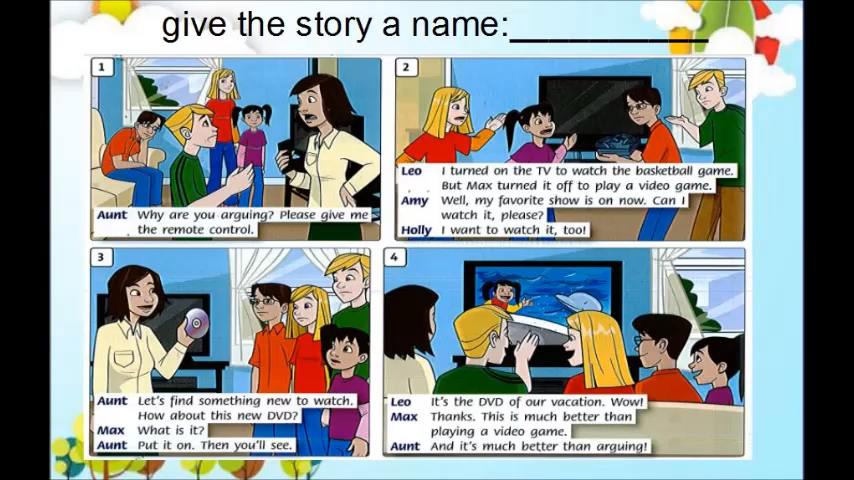 give the story a name:__________
1
Aunt Why are you arguing? Please give me
the remote control.
2
Leo I turned on the TV to watch the basketball game.
But Max turned it off to play a video game.
Amy Well, my favorite show is on now. Can I
watch it, please?
Holly I want to watch it, too!
3
Aunt Let's find something new to watch.
How about this new DVD?
Max What is it?
Aunt Put it on. Then you'll see.
4
Leo It's the DVD of our vacation. Wow!
Max Thanks. This is much better than
playing a video game.
Aunt And it's much better than arguing!